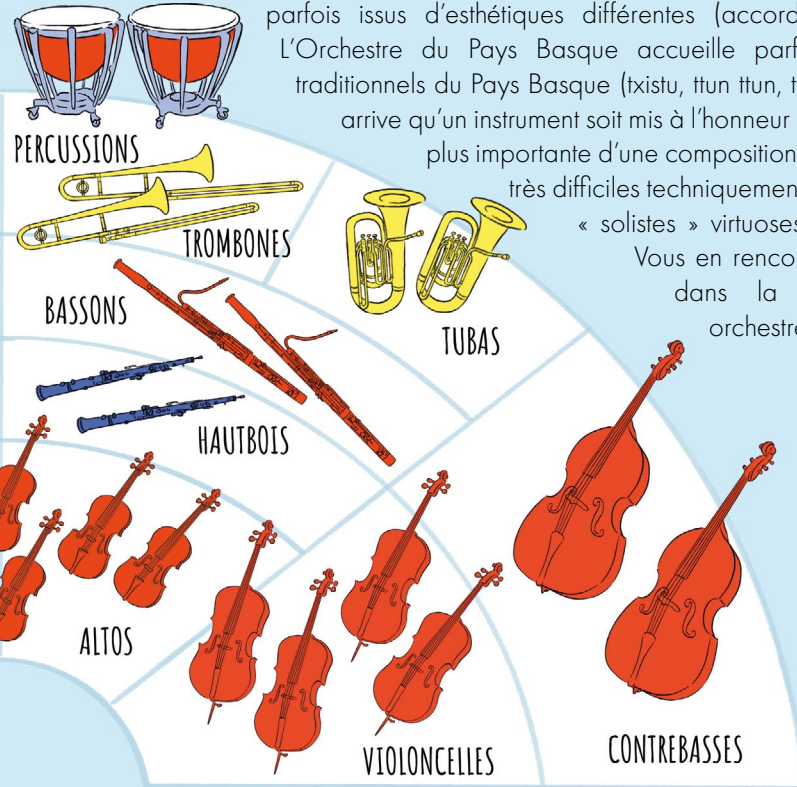 parfois issus d'esthétiques différentes (accord
L'Orchestre du Pays Basque accueille parf
traditionnels du Pays Basque (txistu, ttun ttun, t
arrive qu'un instrument soit mis à l'honneur
plus importante d'une composition
très difficiles techniquement
« solistes » virtuoses
Vous en renco
dans la
orchestre
PERCUSSIONS
TROMBONES
BASSONS
TUBAS
HAUTBOIS
ALTOS
VIOLONCELLES
CONTREBASSES